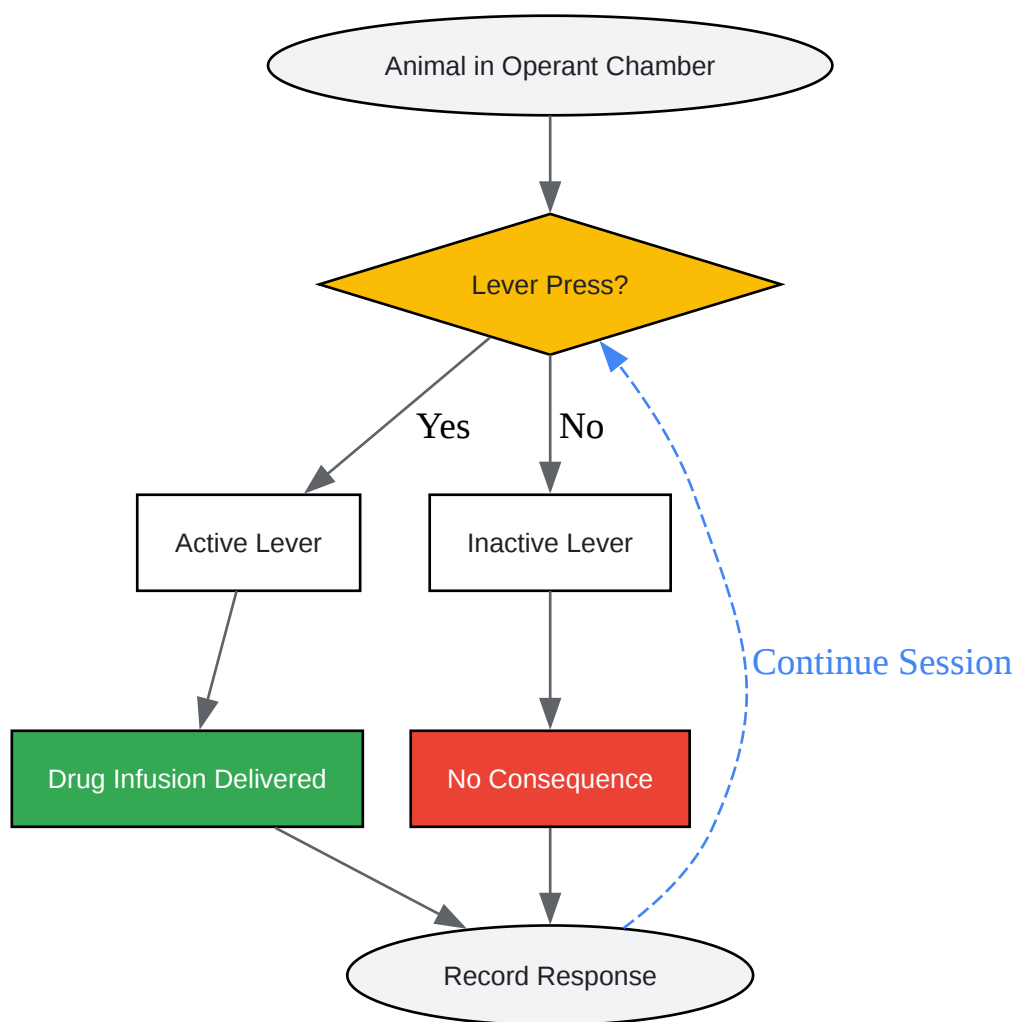 Animal in Operant Chamber
Lever Press?
Yes
No
Active Lever
Inactive Lever
Continue Session
Drug Infusion Delivered
No Consequence
Record Response